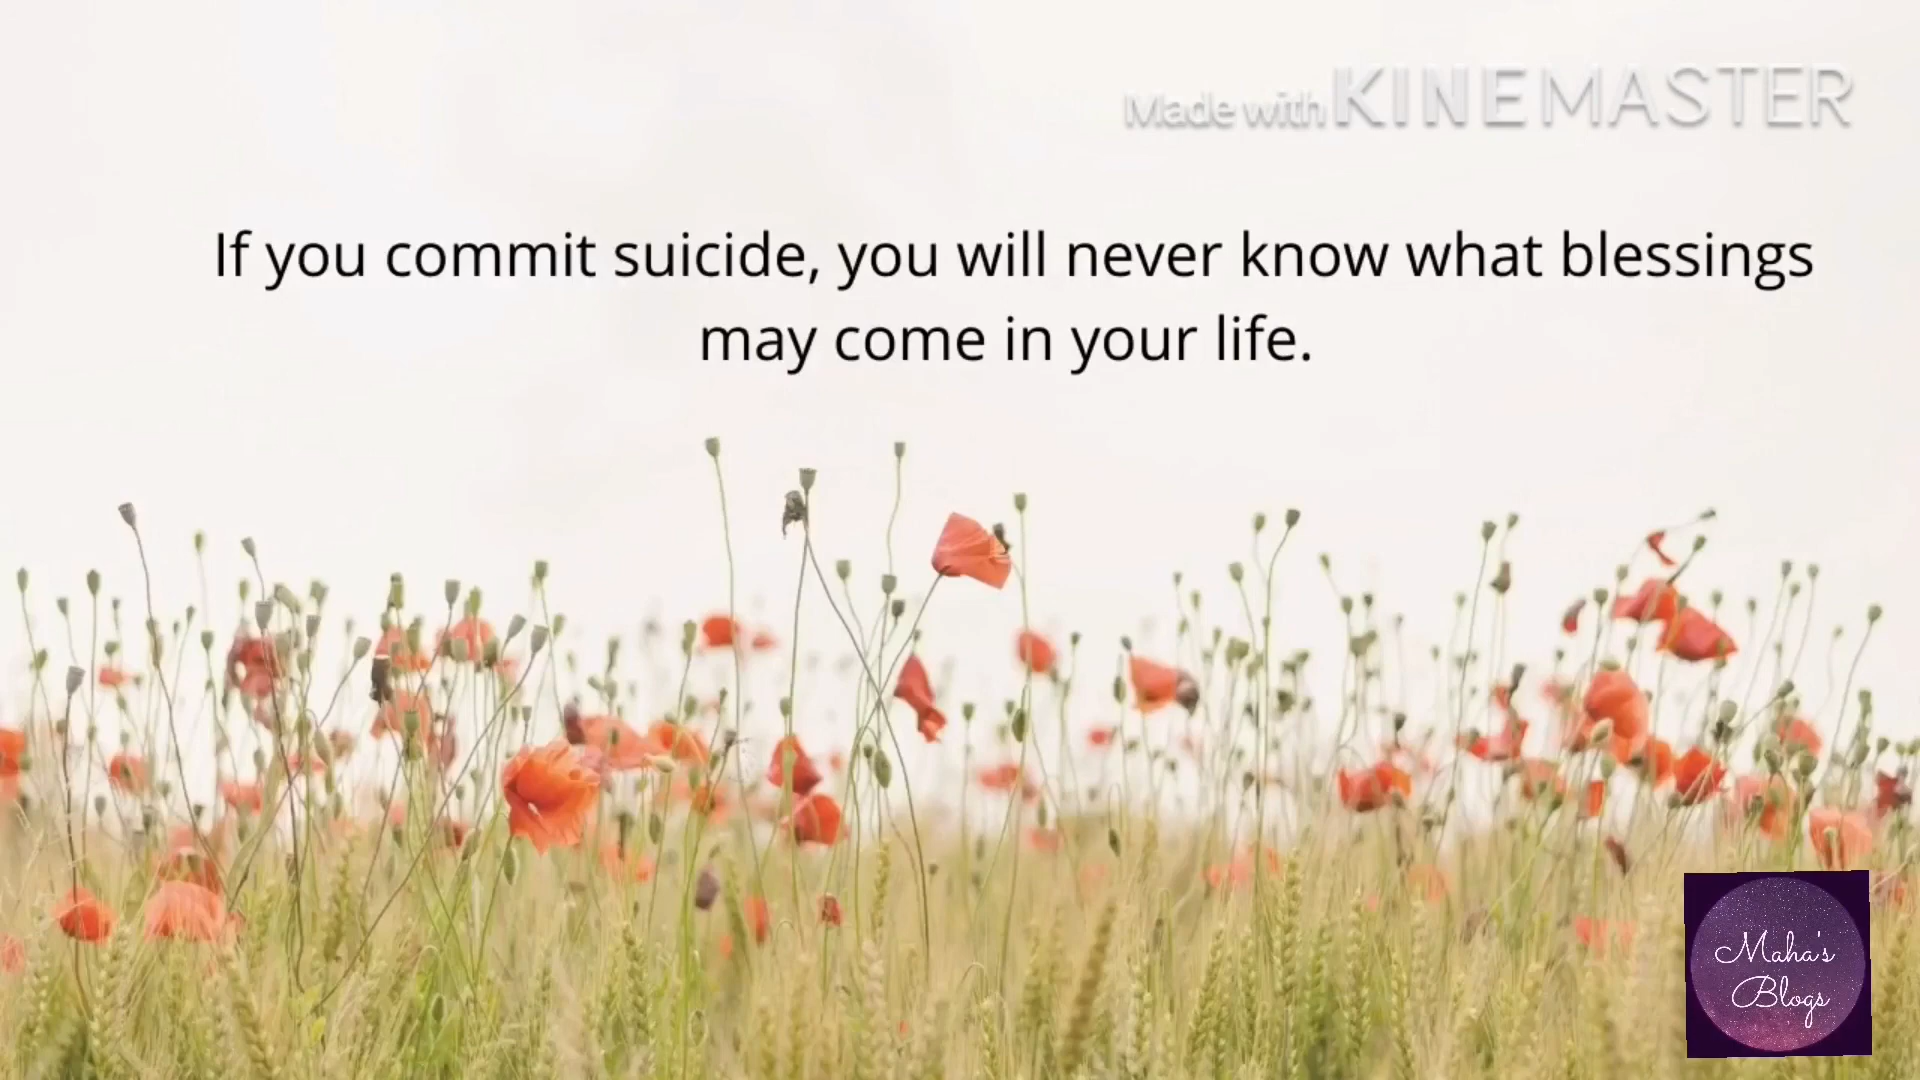 Made with KINEMASTER
If you commit suicide, you will never know what blessings
may come in your life.
Maha's
Blogs